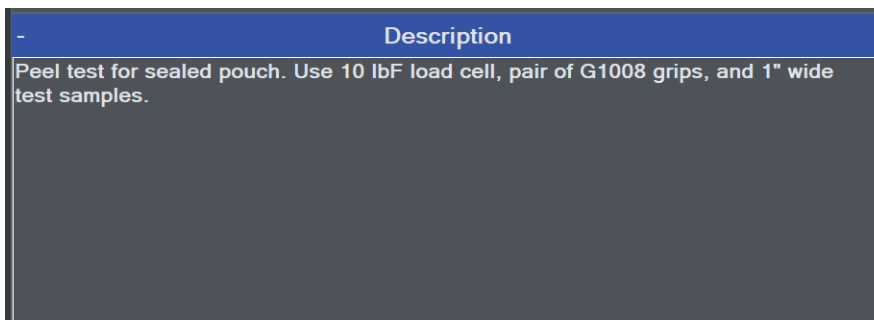 -
Description
Peel test for sealed pouch. Use 10 lbF load cell, pair of G1008 grips, and 1" wide
test samples.